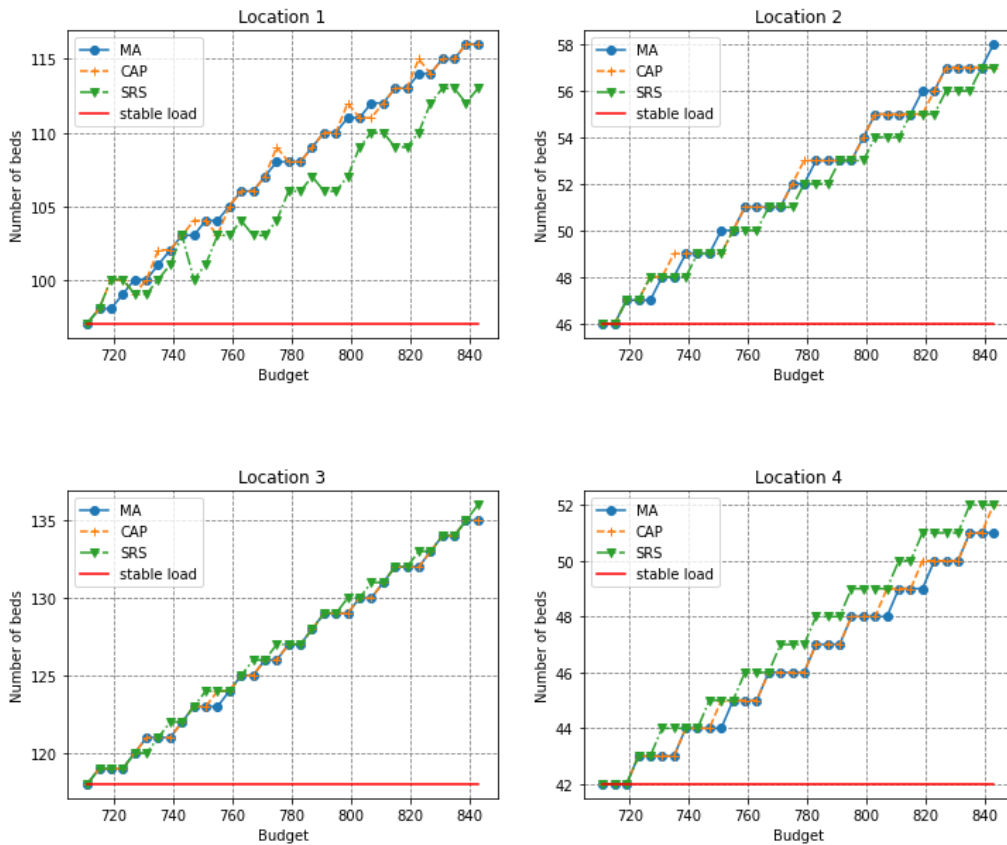 Location 1
MA
CAP
SRS
stable load
Number of beds
115
110
105
100
720 740 760 780 800 820 840
Budget
Location 2
MA
CAP
SRS
stable load
Number of beds
58
56
54
52
50
48
46
720 740 760 780 800 820 840
Budget
Location 3
MA
CAP
SRS
stable load
Number of beds
135
130
125
120
720 740 760 780 800 820 840
Budget
Location 4
MA
CAP
SRS
stable load
Number of beds
52
50
48
46
44
42
720 740 760 780 800 820 840
Budget